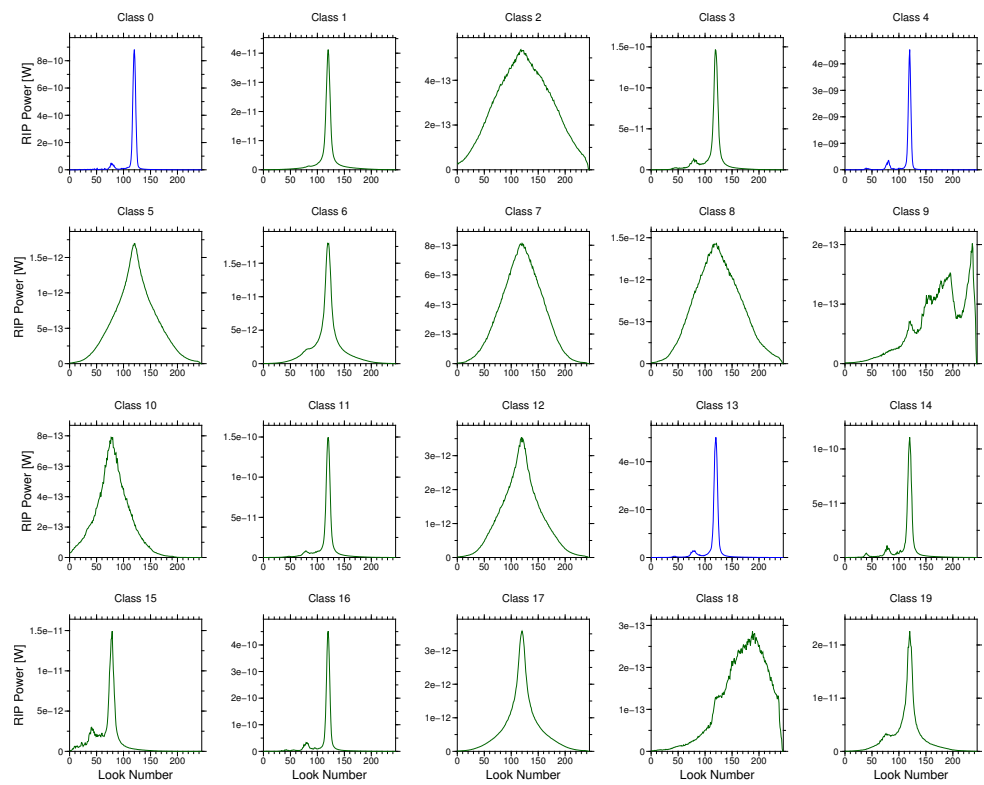 Class 0 Class 1 Class 2 Class 3 Class 4
RIP Power [W]
8e−10
6e−10
4e−10
2e−10
0
0 50 100 150 200
4e−11
3e−11
2e−11
1e−11
0
0 50 100 150 200
4e−13
2e−13
0
0 50 100 150 200
1.5e−10
1e−10
5e−11
0
0 50 100 150 200
4e−09
3e−09
2e−09
1e−09
0
0 50 100 150 200
Class 5 Class 6 Class 7 Class 8 Class 9
RIP Power [W]
1.5e−12
1e−12
5e−13
0
0 50 100 150 200
1.5e−11
1e−11
5e−12
0
0 50 100 150 200
8e−13
6e−13
4e−13
2e−13
0
0 50 100 150 200
1.5e−12
1e−12
5e−13
0
0 50 100 150 200
2e−13
1e−13
0
0 50 100 150 200
Class 10 Class 11 Class 12 Class 13 Class 14
RIP Power [W]
8e−13
6e−13
4e−13
2e−13
0
0 50 100 150 200
1.5e−10
1e−10
5e−11
0
0 50 100 150 200
3e−12
2e−12
1e−12
0
0 50 100 150 200
4e−10
2e−10
0
0 50 100 150 200
1e−10
5e−11
0
0 50 100 150 200
Class 15 Class 16 Class 17 Class 18 Class 19
RIP Power [W]
1.5e−11
1e−11
5e−12
0
0 50 100 150 200
Look Number
4e−10
3e−10
2e−10
1e−10
0
0 50 100 150 200
Look Number
3e−12
2e−12
1e−12
0
0 50 100 150 200
Look Number
3e−13
2e−13
1e−13
0
0 50 100 150 200
Look Number
2e−11
1e−11
0
0 50 100 150 200
Look Number